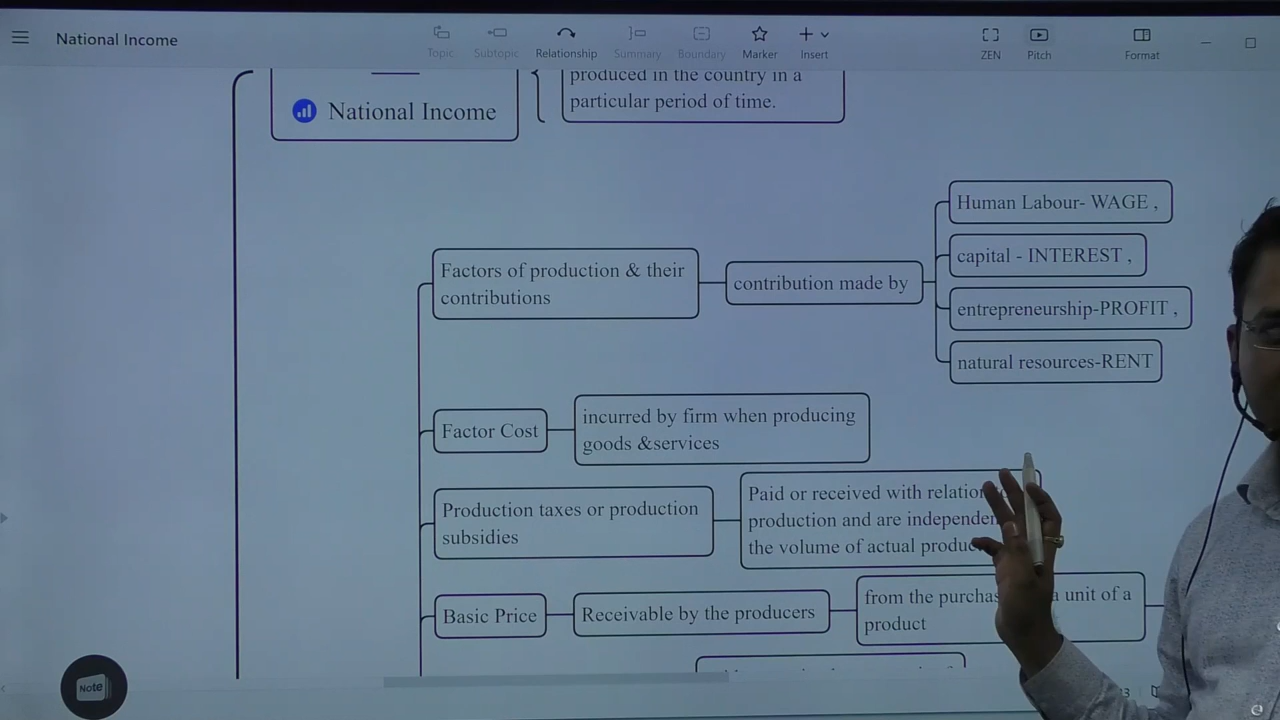 National Income
Topic
Subtopic
Relationship
Summary
Boundary
Marker
Insert
ZEN
Pitch
Format
produced in the country in a
particular period of time.
National Income
Human Labour- WAGE ,
capital - INTEREST ,
entrepreneurship-PROFIT ,
natural resources-RENT
Factors of production & their
contributions
contribution made by
Factor Cost
incurred by firm when producing
goods &services
Production taxes or production
subsidies
Paid or received with relation
production and are independen
the volume of actual produc
Basic Price
Receivable by the producers
from the purchas a unit of a
product
Note